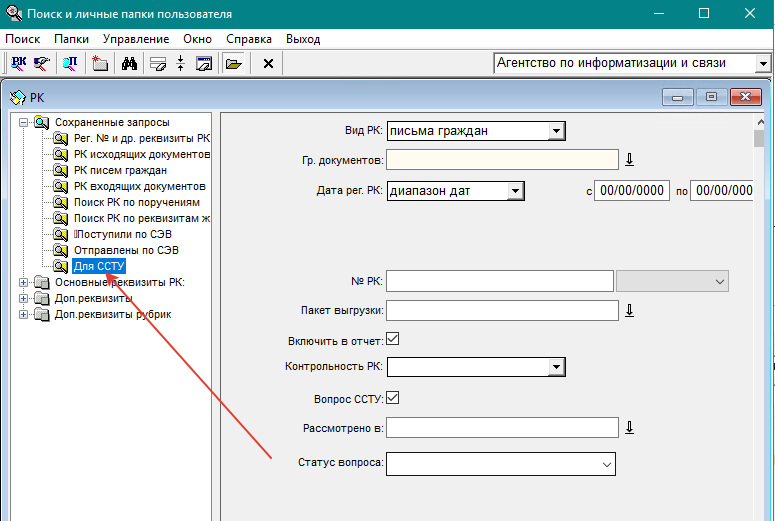 Поиск и личные папки пользователя
Поиск Папки Управление Окно Справка Выход
РК П Агентство по информатизации и связи
РК
Сохраненные запросы
Рег. № и др. реквизиты РК
РК исходящих документов
РК писем граждан
РК входящих документов
Поиск РК по поручениям
Поиск РК по реквизитам ж
Поступили по СЭВ
Отправлены по СЭВ
Для ССТУ
Основные реквизиты РК:
Доп.реквизиты
Доп.реквизиты рубрик
Вид РК: письма граждан
Гр. документов:
Дата рег. РК: диапазон дат с 00/00/0000 по 00/00/000
№ РК:
Пакет выгрузки:
Включить в отчет:
Контрольность РК:
Вопрос ССТУ:
Рассмотрено в:
Статус вопроса: